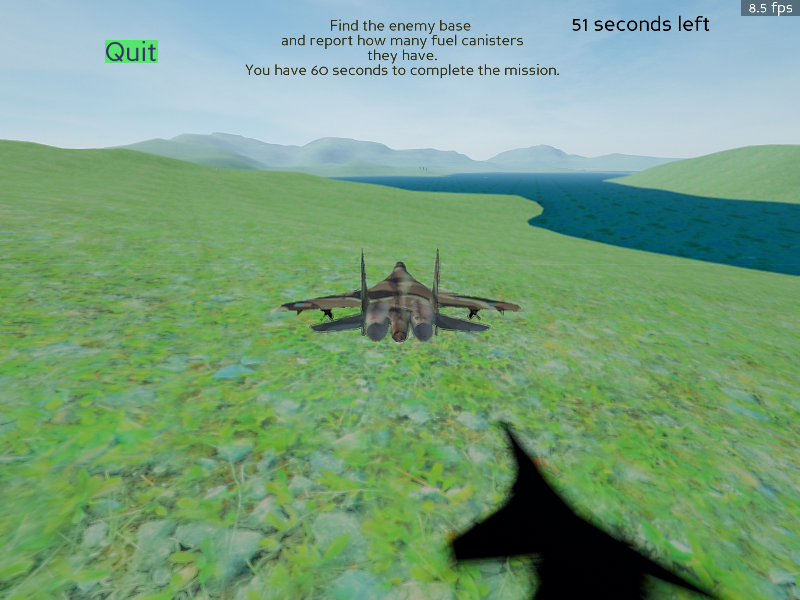 8.5 fps
Find the enemy base
51 seconds left
and report how many fuel canisters
Quit
they have.
You have 60 seconds to complete the mission.